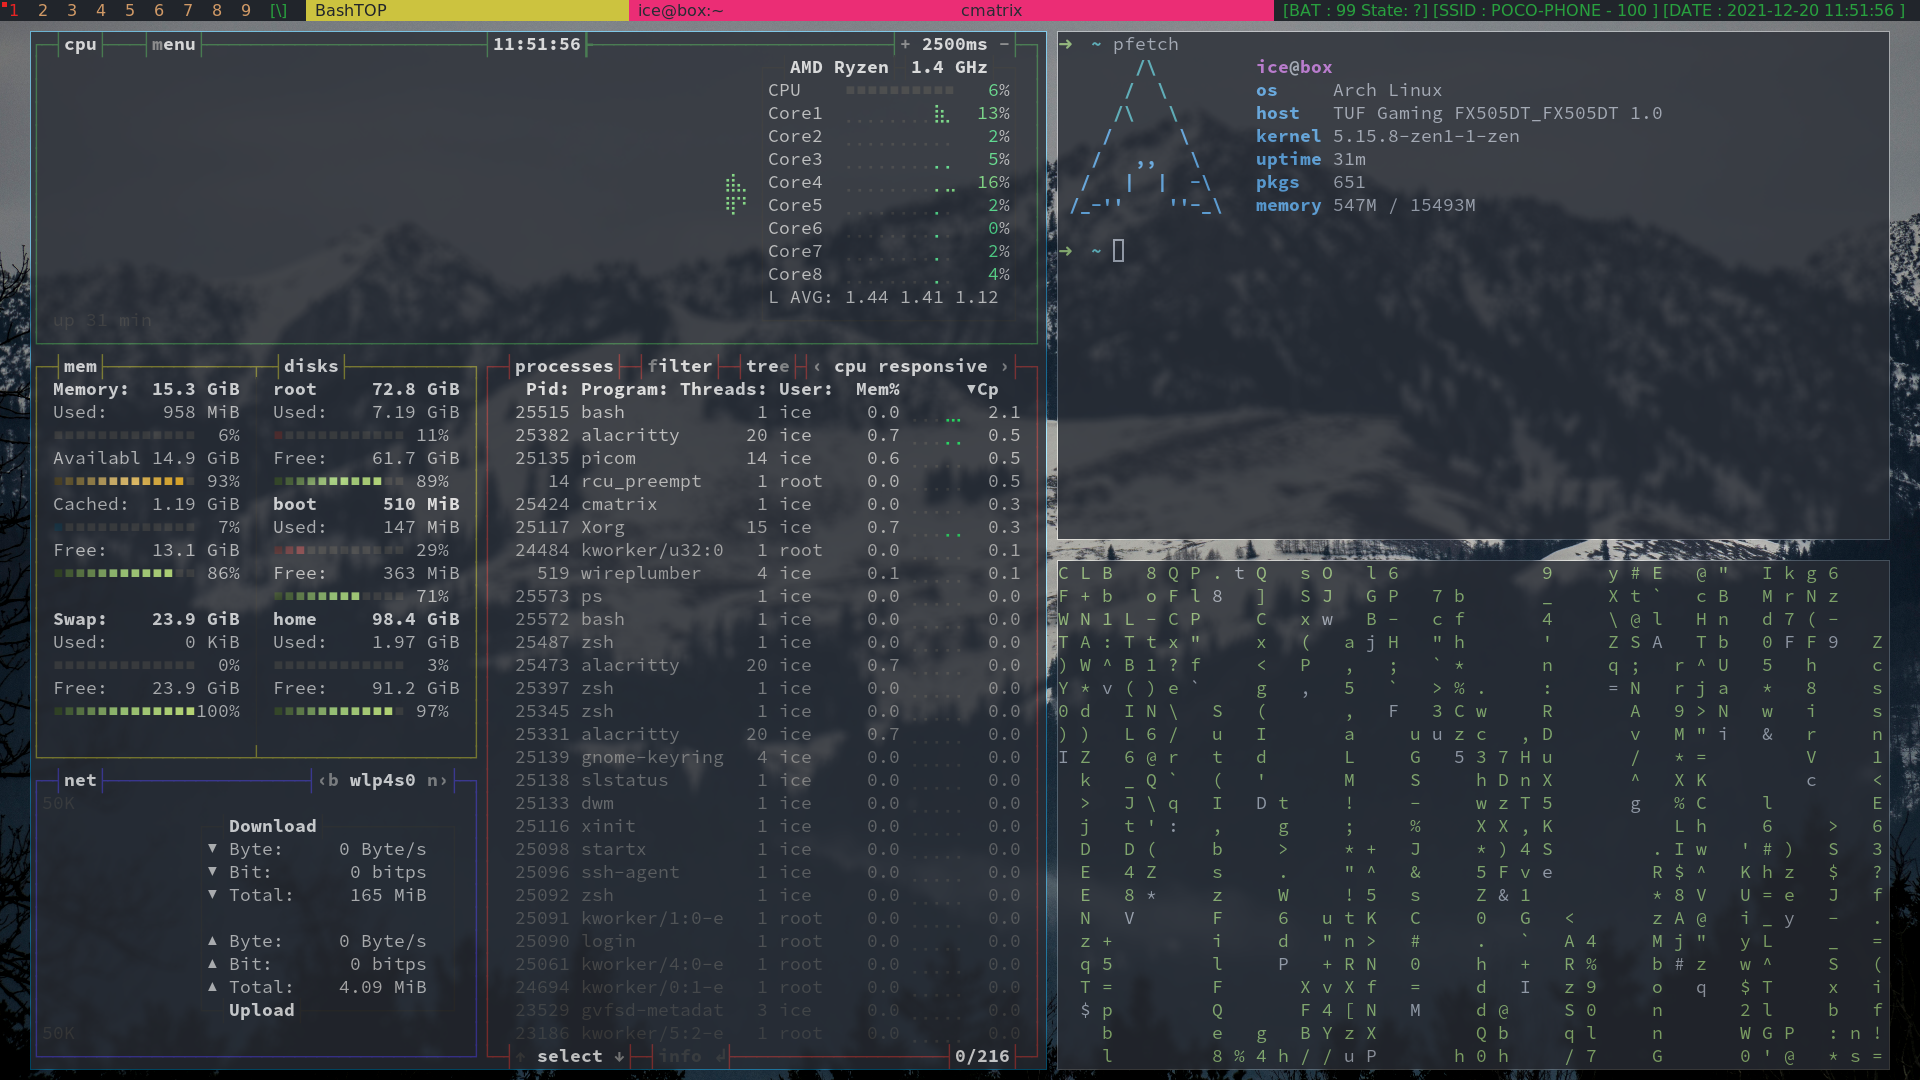 1 2 3 4 5 6 7 8 9 [\] BashTOP ice@box:~ cmatrix [BAT : 99 State: ?] [SSID : POCO-PHONE - 100 ] [DATE : 2021-12-20 11:51:56 ]
cpu menu 11:51:56 + 2500ms -
AMD Ryzen 1.4 GHz
CPU 6%
Core1 13%
Core2 2%
Core3 5%
Core4 16%
Core5 2%
Core6 0%
Core7 2%
Core8 4%
L AVG: 1.44 1.41 1.12
up 31 min
mem disks
Memory: 15.3 GiB root 72.8 GiB
Used: 958 MiB Used: 7.19 GiB
6% 11%
Availabl 14.9 GiB Free: 61.7 GiB
93% 89%
Cached: 1.19 GiB boot 510 MiB
7% Used: 147 MiB
Free: 13.1 GiB 29%
86% Free: 363 MiB
71%
Swap: 23.9 GiB home 98.4 GiB
Used: 0 KiB Used: 1.97 GiB
0% 3%
Free: 23.9 GiB Free: 91.2 GiB
100% 97%
net ‹b wlp4s0 n›
50K
Download
▼ Byte: 0 Byte/s
▼ Bit: 0 bitps
▼ Total: 165 MiB
▲ Byte: 0 Byte/s
▲ Bit: 0 bitps
▲ Total: 4.09 MiB
Upload
50K
processes filter tree ‹ cpu responsive ›
Pid: Program: Threads: User: Mem% ▼Cp
25515 bash 1 ice 0.0 2.1
25382 alacritty 20 ice 0.7 0.5
25135 picom 14 ice 0.6 0.5
14 rcu_preempt 1 root 0.0 0.5
25424 cmatrix 1 ice 0.0 0.3
25117 Xorg 15 ice 0.7 0.3
24484 kworker/u32:0 1 root 0.0 0.1
519 wireplumber 4 ice 0.1 0.1
25573 ps 1 ice 0.0 0.0
25572 bash 1 ice 0.0 0.0
25487 zsh 1 ice 0.0 0.0
25473 alacritty 20 ice 0.7 0.0
25397 zsh 1 ice 0.0 0.0
25345 zsh 1 ice 0.0 0.0
25331 alacritty 20 ice 0.7 0.0
25139 gnome-keyring 4 ice 0.0 0.0
25138 slstatus 1 ice 0.0 0.0
25133 dwm 1 ice 0.0 0.0
25116 xinit 1 ice 0.0 0.0
25098 startx 1 ice 0.0 0.0
25096 ssh-agent 1 ice 0.0 0.0
25092 zsh 1 ice 0.0 0.0
25091 kworker/1:0-e 1 root 0.0 0.0
25090 login 1 root 0.0 0.0
25061 kworker/4:0-e 1 root 0.0 0.0
24694 kworker/0:1-e 1 root 0.0 0.0
23529 gvfsd-metadat 3 ice 0.0 0.0
23186 kworker/5:2-e 1 root 0.0 0.0
↑ select ↓ info ↲ 0/216
➜ ~ pfetch
ice@box
os Arch Linux
host TUF Gaming FX505DT_FX505DT 1.0
kernel 5.15.8-zen1-1-zen
uptime 31m
pkgs 651
memory 547M / 15493M
➜ ~